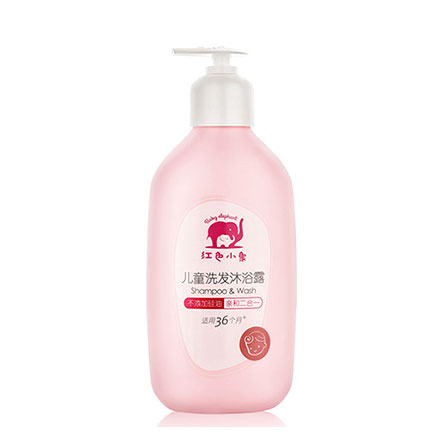 Baby elephant
红色小象
儿童洗发沐浴露
Shampoo & Wash
不添加硅油 亲和二合一
适用36个月+